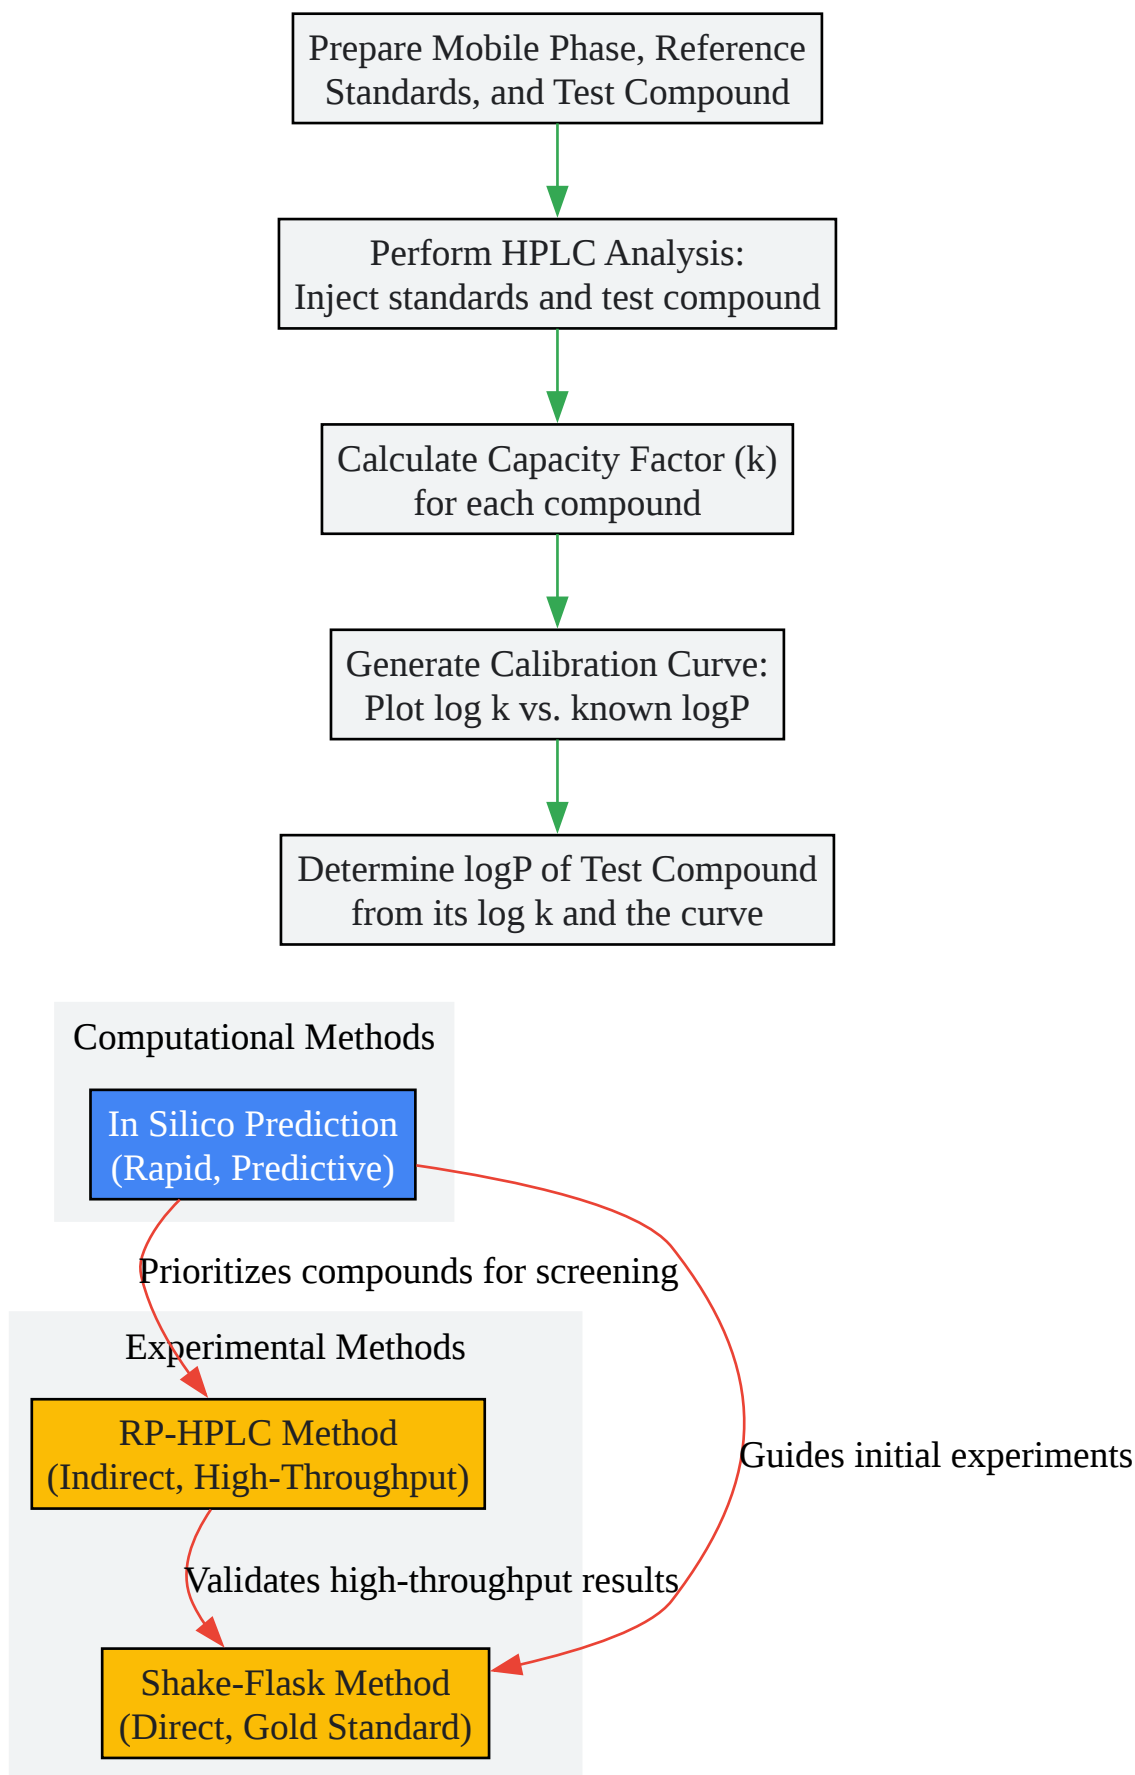 Prepare Mobile Phase, Reference
Standards, and Test Compound
Perform HPLC Analysis:
Inject standards and test compound
Calculate Capacity Factor (k)
for each compound
Generate Calibration Curve:
Plot log k vs. known logP
Determine logP of Test Compound
from its log k and the curve
Computational Methods
In Silico Prediction
(Rapid, Predictive)
Prioritizes compounds for screening
Experimental Methods
RP-HPLC Method
(Indirect, High-Throughput)
Guides initial experiments
Validates high-throughput results
Shake-Flask Method
(Direct, Gold Standard)